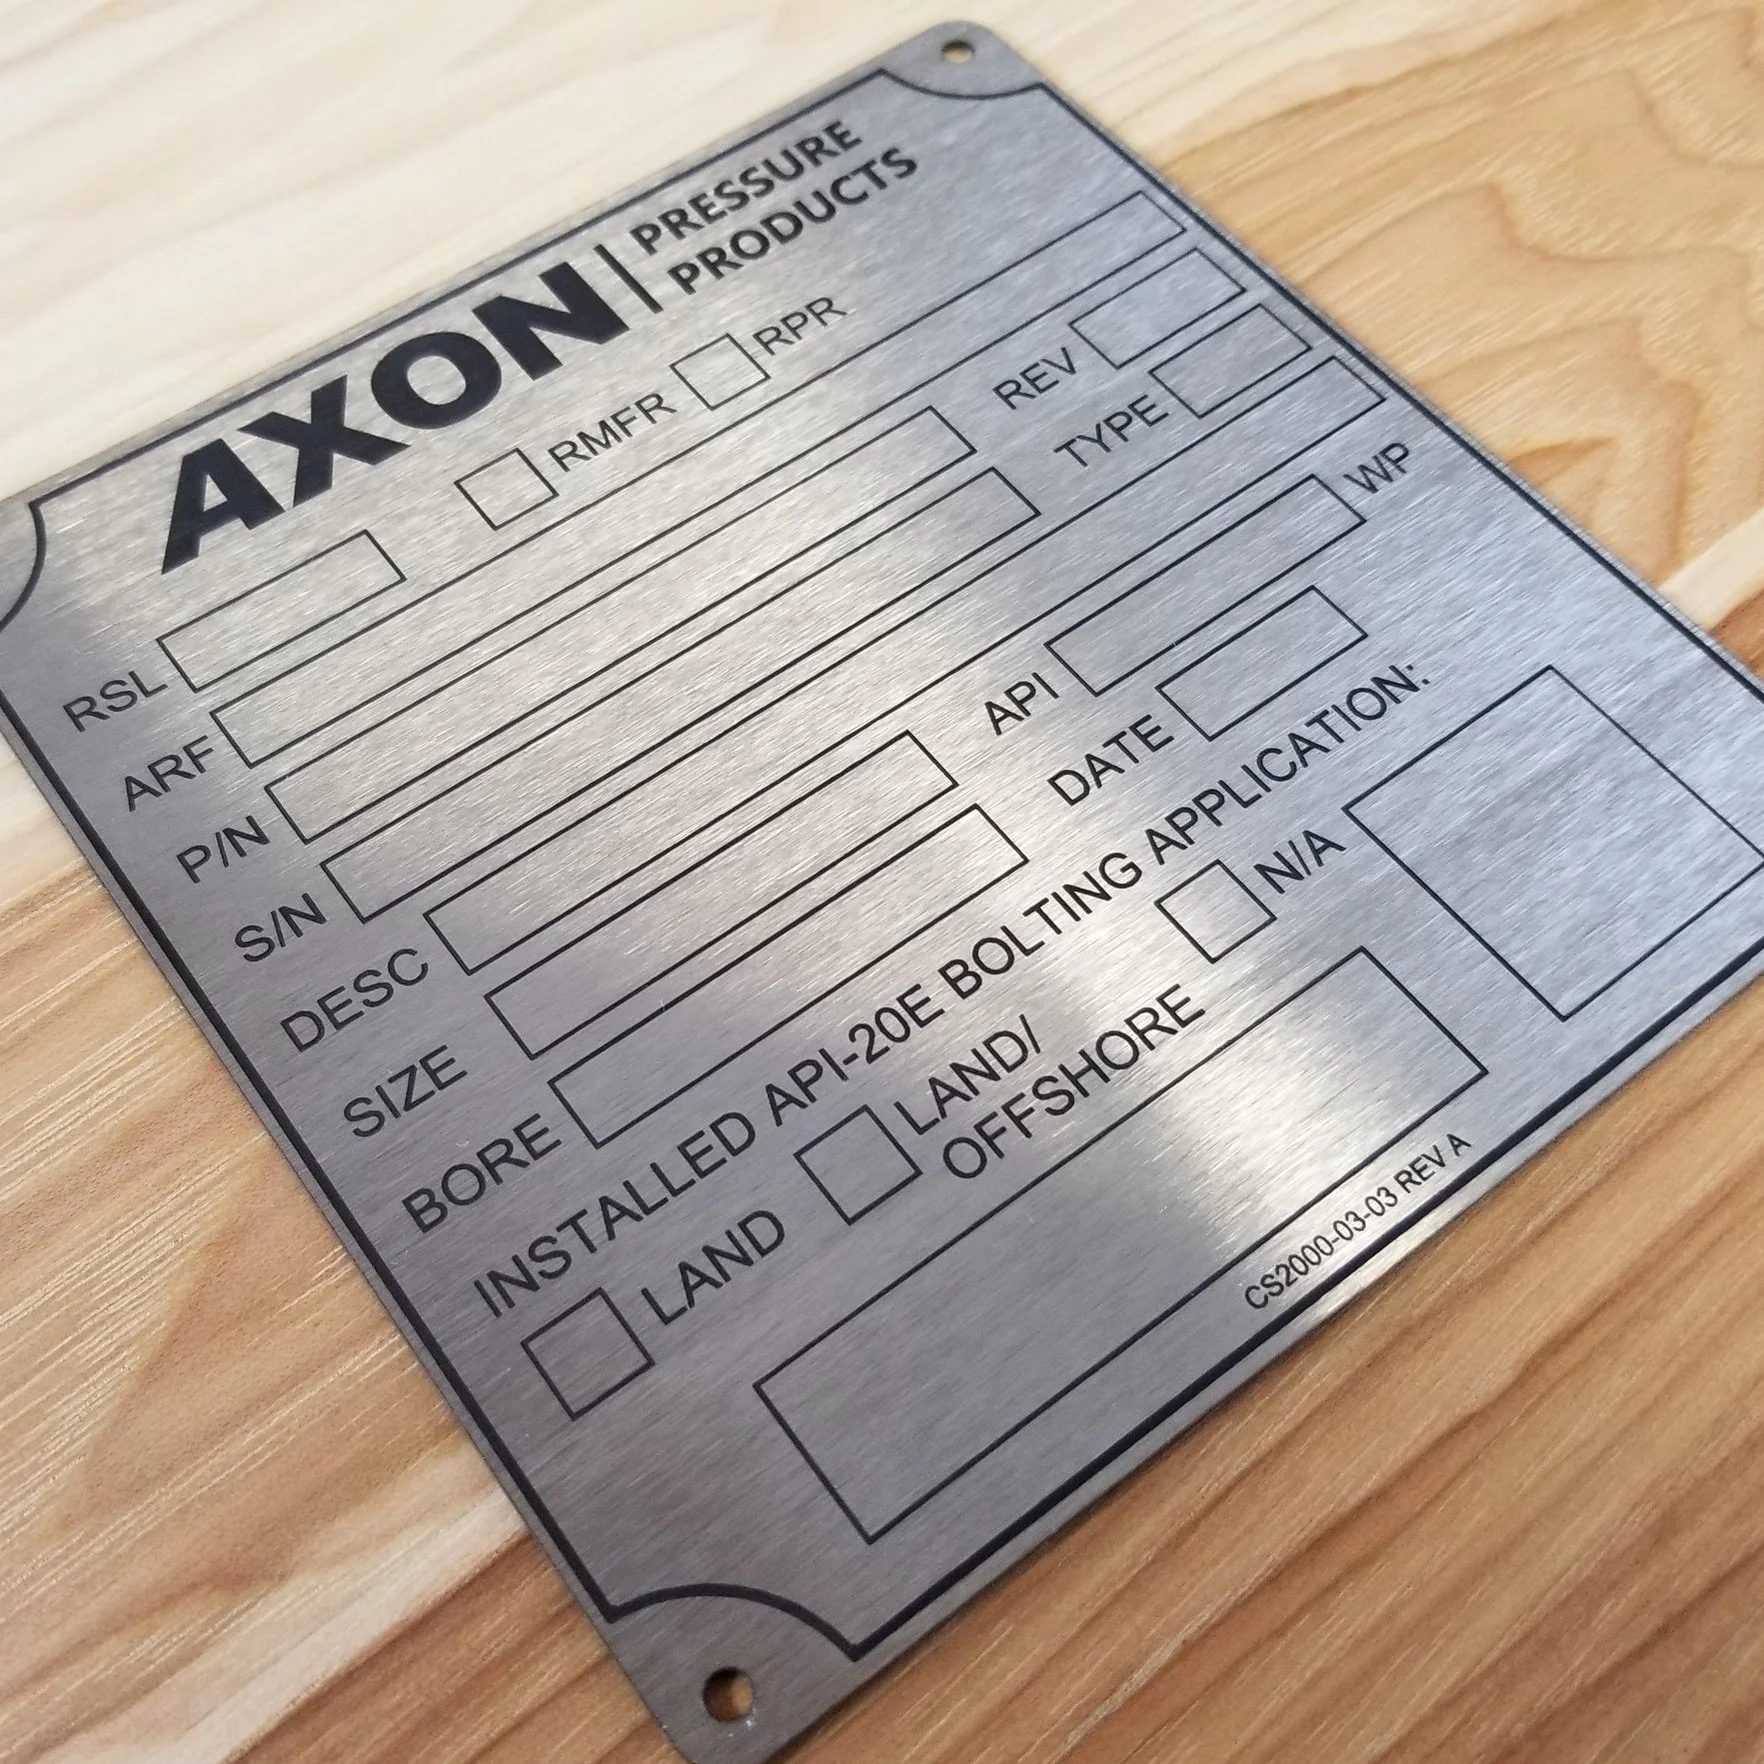 AXON | PRESSURE
PRODUCTS
RSL RMFR RPR
ARF
P/N REV
S/N TYPE
DESC
SIZE API WP
BORE DATE
INSTALLED API-20E BOLTING APPLICATION:
LAND LAND/ N/A
OFFSHORE
CS2000-03-03 REV A